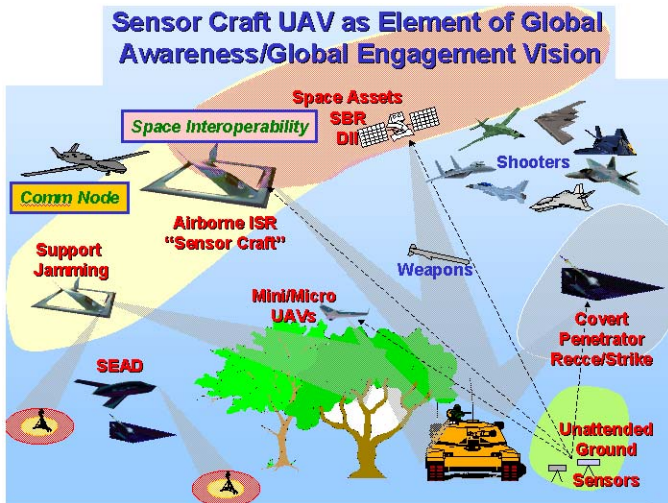 Sensor Craft UAV as Element of Global
Awareness/Global Engagement Vision
Space Assets
SBR
DII
Space Interoperability
Shooters
Comm Node
Airborne ISR
“Sensor Craft”
Support
Jamming
Weapons
Mini/Micro
UAVs
Covert
Penetrator
Recce/Strike
SEAD
Unattended
Ground
Sensors